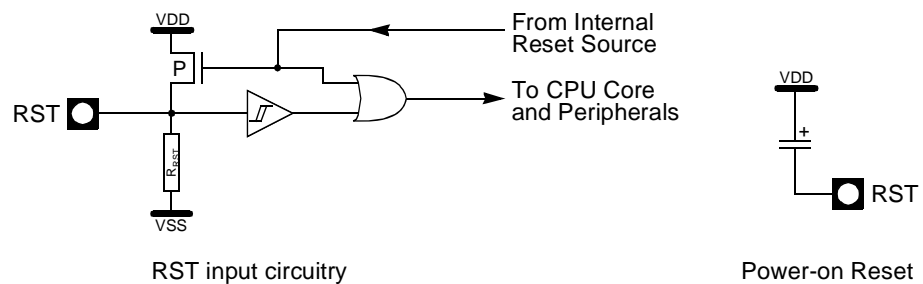 VDD
From Internal
Reset Source
P
To CPU Core
and Peripherals
RST
RRST
VSS
VDD
+
RST
RST input circuitry
Power-on Reset